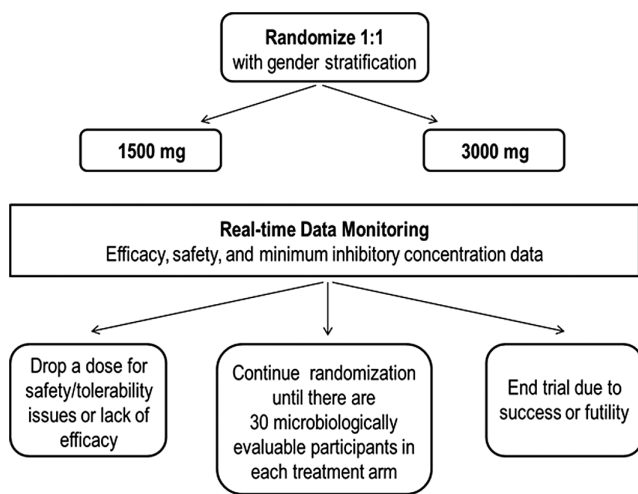 Randomize 1:1
with gender stratification
1500 mg
3000 mg
Real-time Data Monitoring
Efficacy, safety, and minimum inhibitory concentration data
Drop a dose for
safety/tolerability
issues or lack of
efficacy
Continue randomization
until there are
30 microbiologically
evaluable participants in
each treatment arm
End trial due to
success or futility